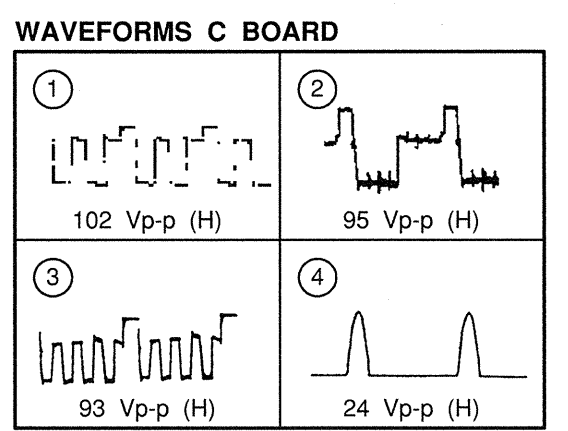 WAVEFORMS C BOARD
1
2
102 Vp-p (H)
95 Vp-p (H)
3
4
93 Vp-p (H)
24 Vp-p (H)